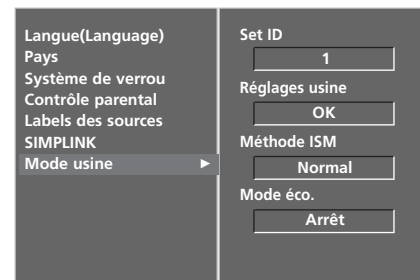 Langue(Language)
Pays
Système de verrou
Contrôle parental
Labels des sources
SIMPLINK
Mode usine ►
Set ID
1
Réglages usine
OK
Méthode ISM
Normal
Mode éco.
Arrêt